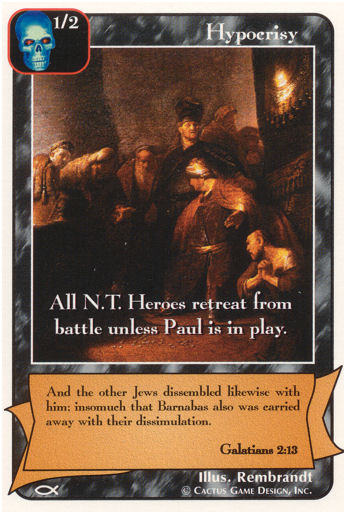 1/2
Hypocrisy
All N.T. Heroes retreat from
battle unless Paul is in play.
And the other Jews dissembled likewise with
him; insomuch that Barnabas also was carried
away with their dissimulation.
Galatians 2:13
Illus. Rembrandt
© Cactus Game Design, Inc.